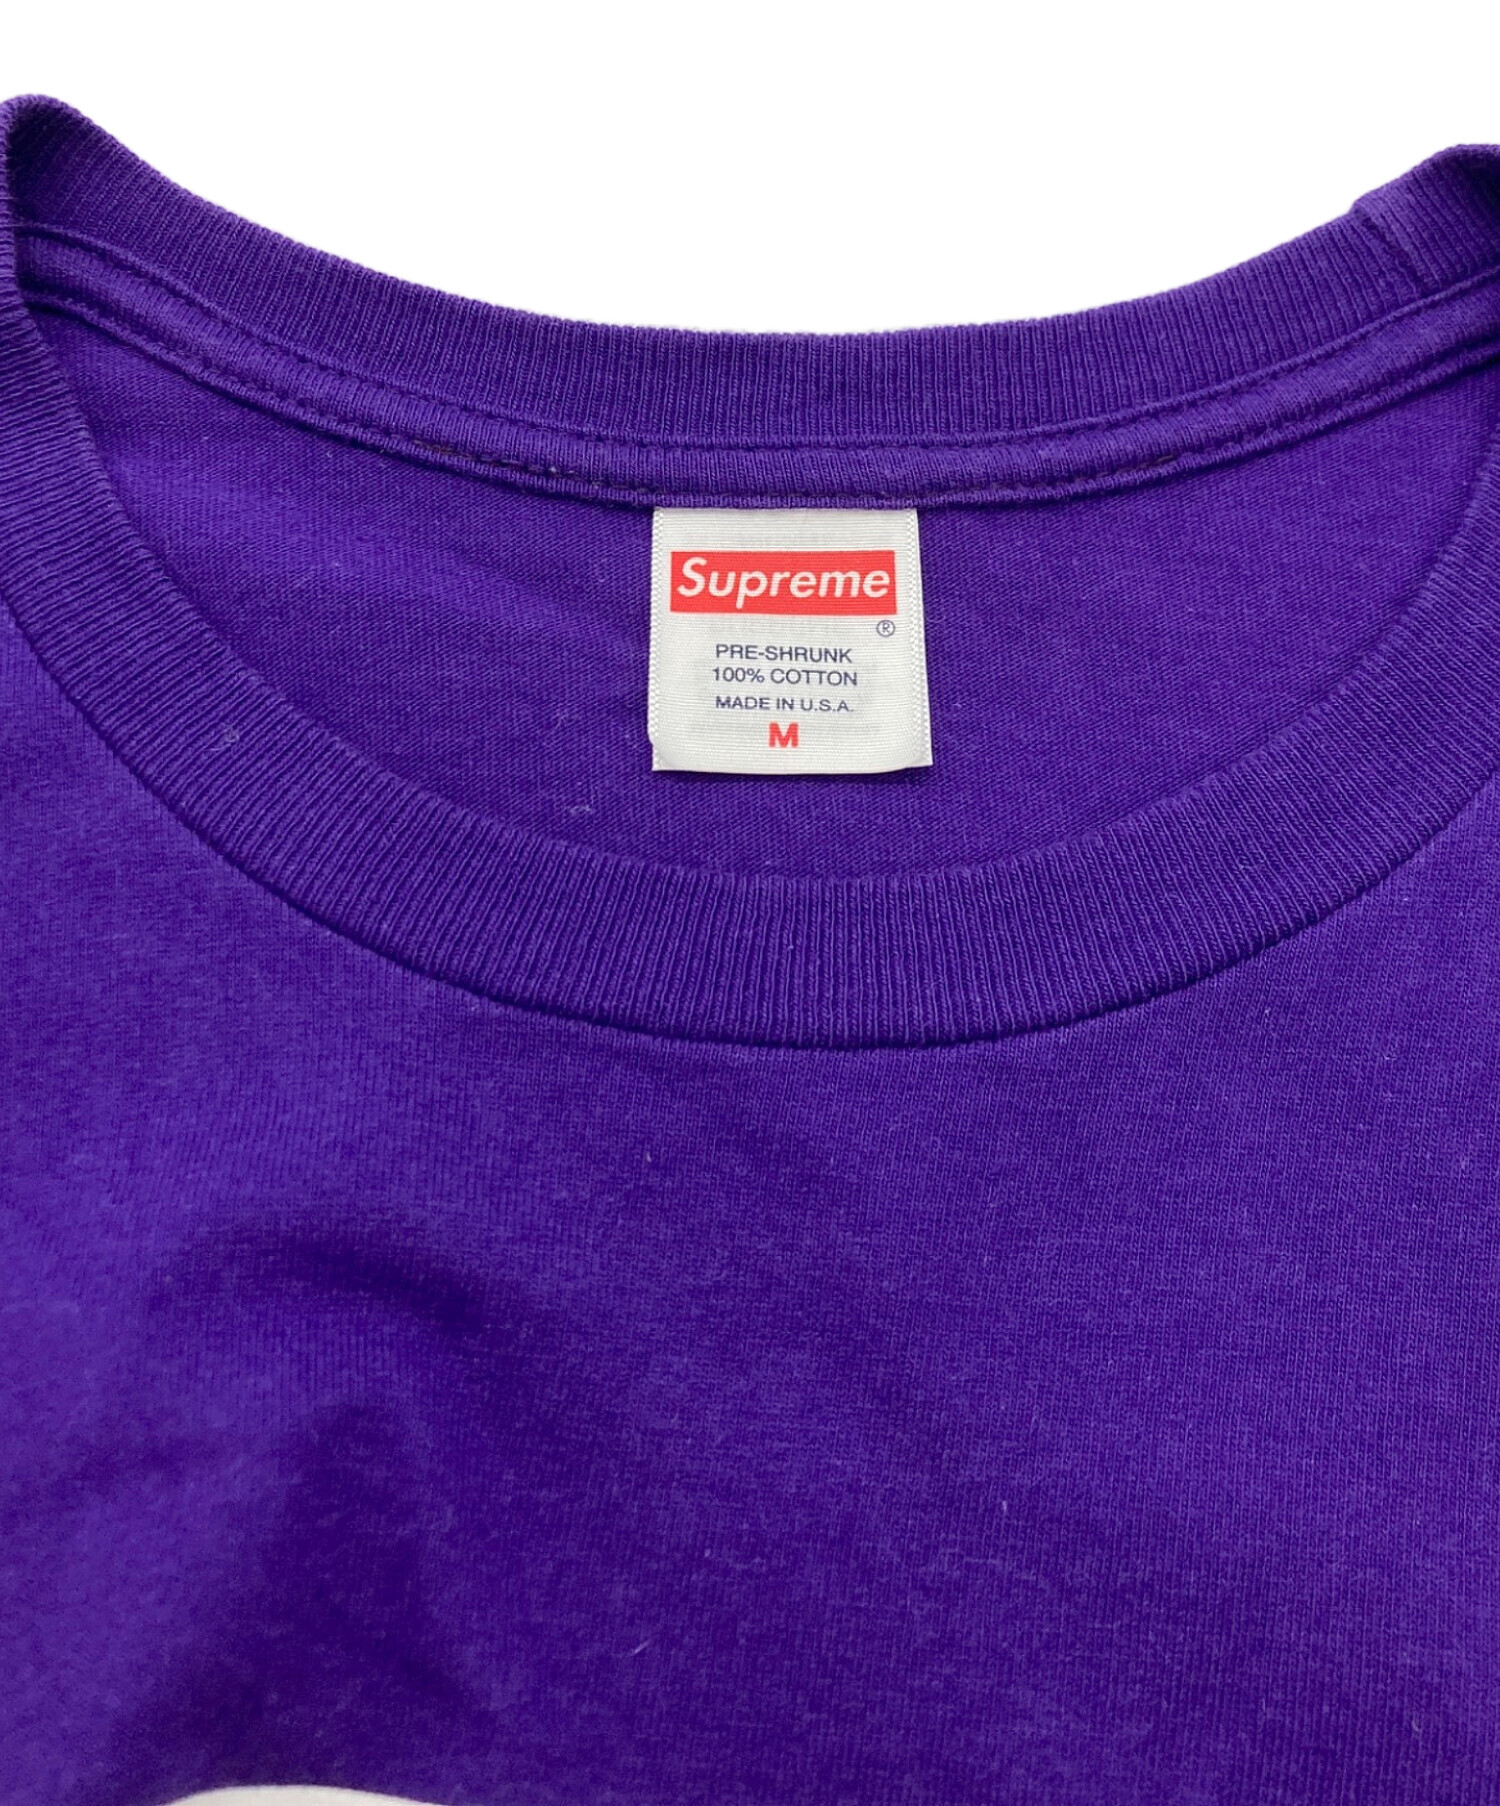 Supreme
®
PRE-SHRUNK
100% COTTON
MADE IN U.S.A.
M